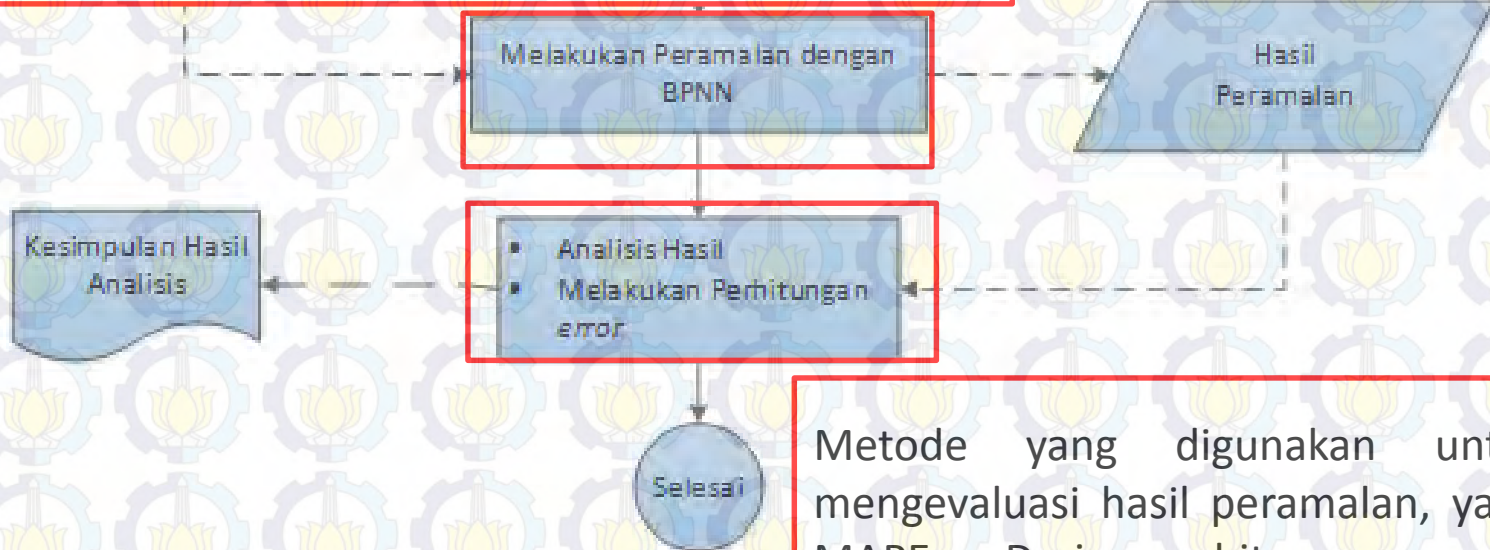 Melakukan Peramalan dengan
BPNN
Hasil
Peramalan
Kesimpulan Hasil
Analisis
▪ Analisis Hasil
▪ Melakukan Perhitungan
error
Selesai
Metode yang digunakan unt
mengevaluasi hasil peramalan, ya